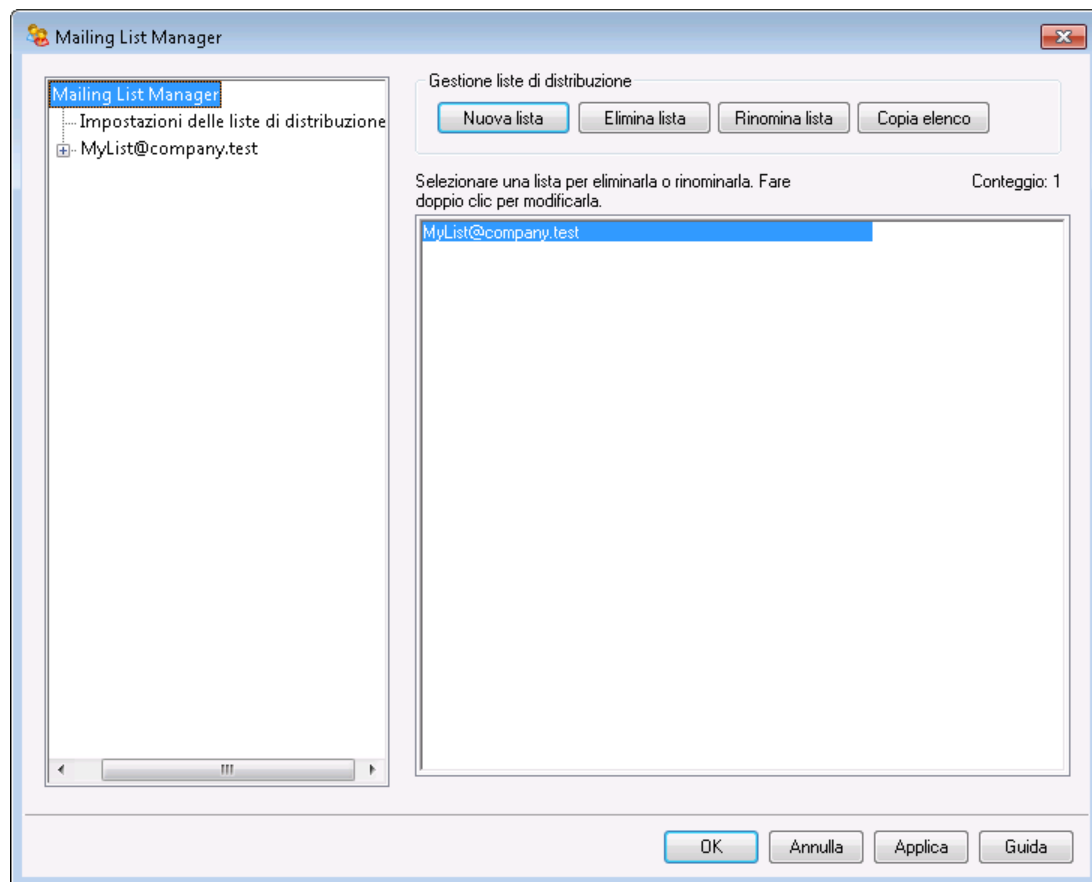 Mailing List Manager
Mailing List Manager
Impostazioni delle liste di distribuzione
MyList@company.test
Gestione liste di distribuzione
Nuova lista
Elimina lista
Rinomina lista
Copia elenco
Selezionare una lista per eliminarla o rinominarla. Fare
doppio clic per modificarla.
Conteggio: 1
MyList@company.test
OK
Annulla
Applica
Guida